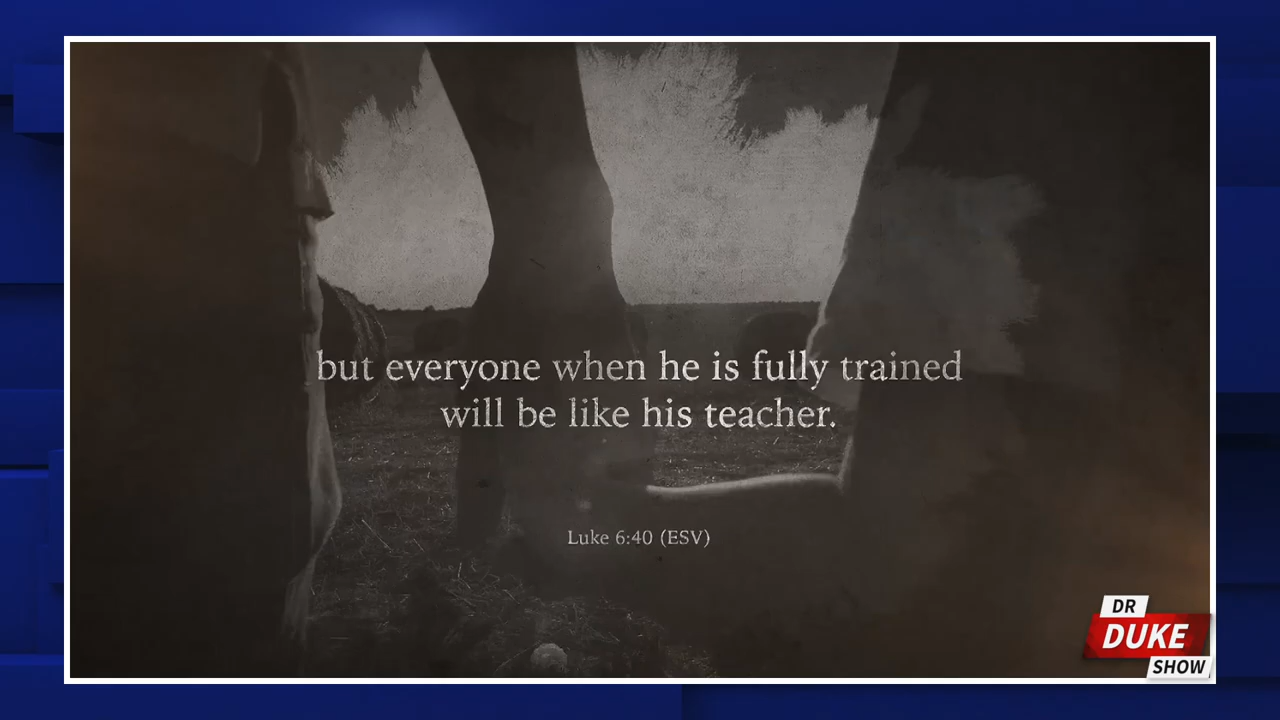 but everyone when he is fully trained
will be like his teacher.
Luke 6:40 (ESV)
DR
DUKE
SHOW